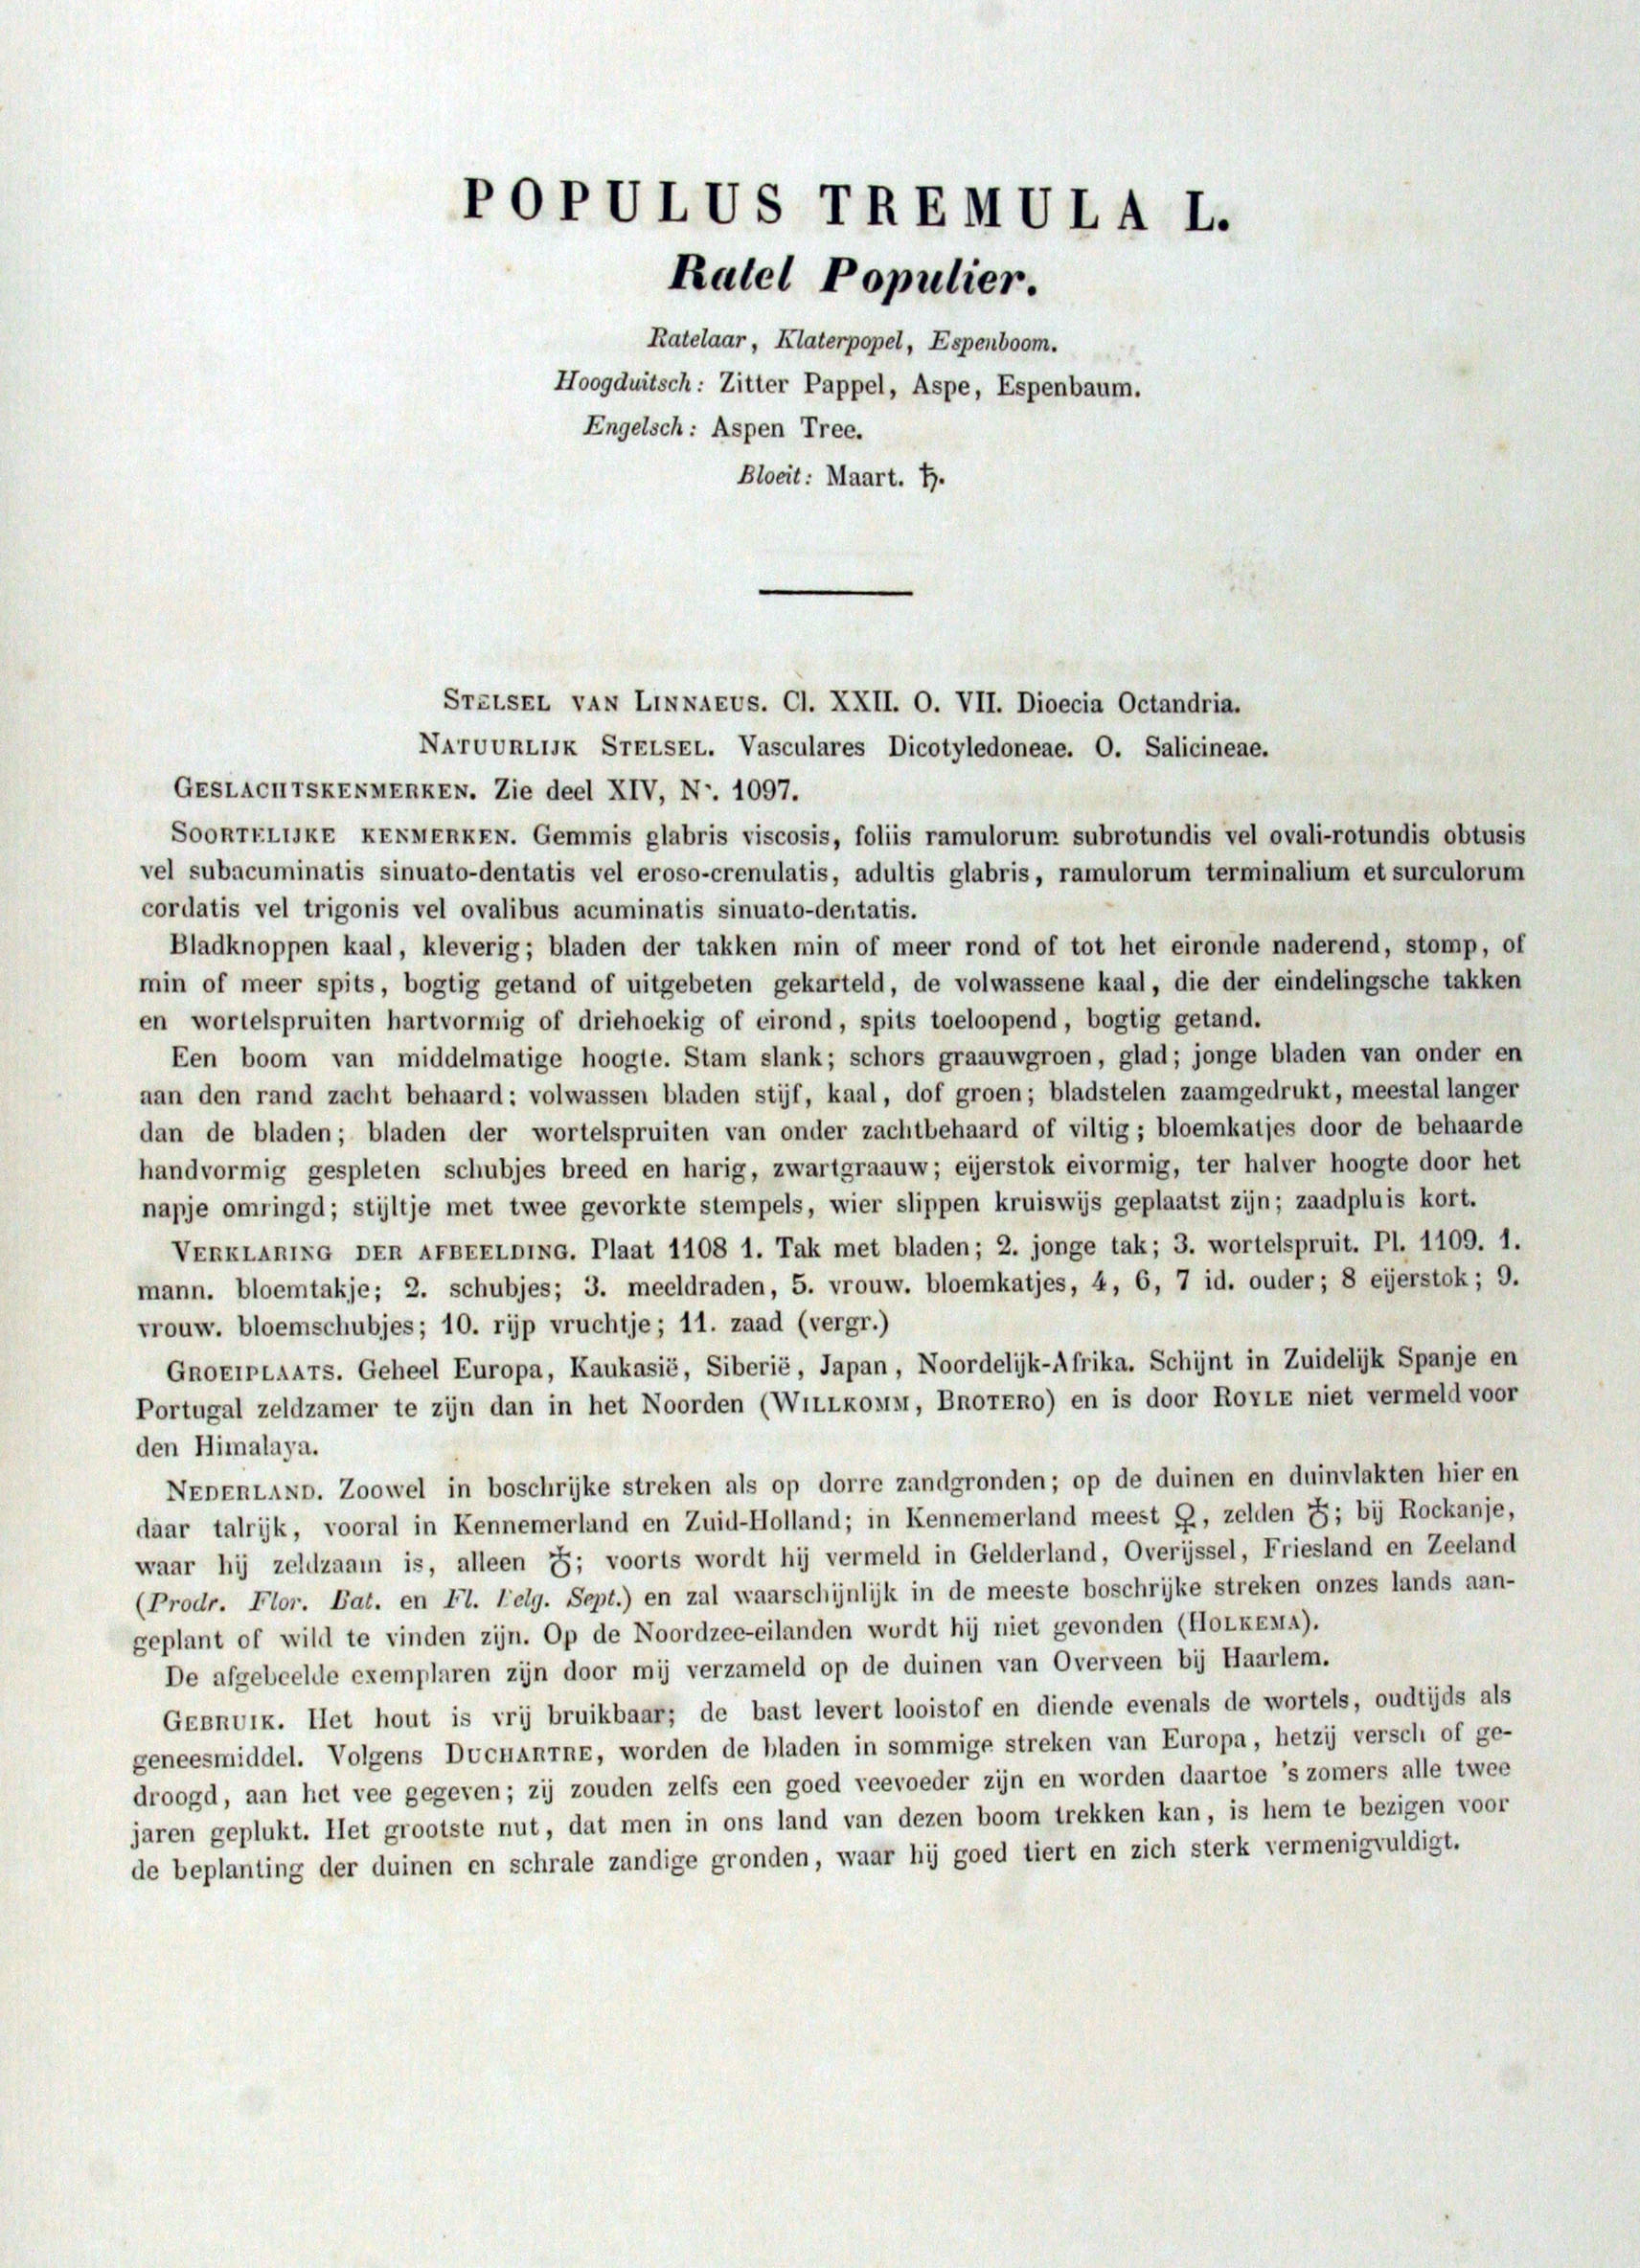 POPULUS TREMULA L.
Ratel Populier.
Ratelaar, Klaterpopel, Espenboom.
Hoogduitsch: Zitter Pappel, Aspe, Espenbaum.
Engelsch: Aspen Tree.
Bloeit: Maart. ♄.
STELSEL VAN LINNAEUS. Cl. XXII. O. VII. Dioecia Octandria.
NATUURLIJK STELSEL. Vasculares Dicotyledoneae. O. Salicineae.
GESLACHTSKENMERKEN. Zie deel XIV, N°. 1097.
SOORTELIJKE KENMERKEN. Gemmis glabris viscosis, foliis ramulorum subrotundis vel ovali-rotundis obtusis
vel subacuminatis sinuato-dentatis vel eroso-crenulatis, adultis glabris, ramulorum terminalium et surculorum
cordatis vel trigonis vel ovalibus acuminatis sinuato-dentatis.
Bladknoppen kaal, kleverig; bladen der takken min of meer rond of tot het eironde naderend, stomp, of
min of meer spits, bogtig getand of uitgebeten gekarteld, de volwassene kaal, die der eindelingsche takken
en wortelspruiten hartvormig of driehoekig of eirond, spits toeloopend, bogtig getand.
Een boom van middelmatige hoogte. Stam slank; schors graauwgroen, glad; jonge bladen van onder en
aan den rand zacht behaard: volwassen bladen stijf, kaal, dof groen; bladstelen zaamgedrukt, meestal langer
dan de bladen; bladen der wortelspruiten van onder zachtbehaard of viltig; bloemkatjes door de behaarde
handvormig gespleten schubjes breed en harig, zwartgraauw; eijerstok eivormig, ter halver hoogte door het
napje omringd; stijltje met twee gevorkte stempels, wier slippen kruiswijs geplaatst zijn; zaadpluis kort.
VERKLARING DER AFBEELDING. Plaat 1108 1. Tak met bladen; 2. jonge tak; 3. wortelspruit. Pl. 1109. 1.
mann. bloemtakje; 2. schubjes; 3. meeldraden, 5. vrouw. bloemkatjes, 4, 6, 7 id. ouder; 8 eijerstok; 9.
vrouw. bloemschubjes; 10. rijp vruchtje; 11. zaad (vergr.)
GROEIPLAATS. Geheel Europa, Kaukasië, Siberië, Japan, Noordelijk-Afrika. Schijnt in Zuidelijk Spanje en
Portugal zeldzamer te zijn dan in het Noorden (WILLKOMM, BROTERO) en is door ROYLE niet vermeld voor
den Himalaya.
NEDERLAND. Zoowel in boschrijke streken als op dorre zandgronden; op de duinen en duinvlakten hier en
daar talrijk, vooral in Kennemerland en Zuid-Holland; in Kennemerland meest ♀, zelden ♂; bij Rockanje,
waar hij zeldzaam is, alleen ♂; voorts wordt hij vermeld in Gelderland, Overijssel, Friesland en Zeeland
(Prodr. Flor. Bat. en Fl. Belg. Sept.) en zal waarschijnlijk in de meeste boschrijke streken onzes lands aan-
geplant of wild te vinden zijn. Op de Noordzee-eilanden wordt hij niet gevonden (HOLKEMA).
De afgebeelde exemplaren zijn door mij verzameld op de duinen van Overveen bij Haarlem.
GEBRUIK. Het hout is vrij bruikbaar; de bast levert looistof en diende evenals de wortels, oudtijds als
geneesmiddel. Volgens DUCHARTRE, worden de bladen in sommige streken van Europa, hetzij versch of ge-
droogd, aan het vee gegeven; zij zouden zelfs een goed veevoeder zijn en worden daartoe 's zomers alle twee
jaren geplukt. Het grootste nut, dat men in ons land van dezen boom trekken kan, is hem te bezigen voor
de beplanting der duinen en schrale zandige gronden, waar hij goed tiert en zich sterk vermenigvuldigt.